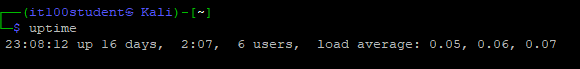 ┌──(it100student㉿ Kali)-[~]
└─$ uptime
 23:08:12 up 16 days,  2:07,  6 users,  load average: 0.05, 0.06, 0.07